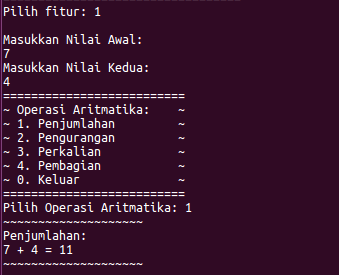 Pilih fitur: 1
Masukkan Nilai Awal:
7
Masukkan Nilai Kedua:
4
==========================
~ Operasi Aritmatika:    ~
~ 1. Penjumlahan         ~
~ 2. Pengurangan         ~
~ 3. Perkalian           ~
~ 4. Pembagian           ~
~ 0. Keluar              ~
==========================
Pilih Operasi Aritmatika: 1
~~~~~~~~~~~~~~~~~~~~
Penjumlahan:
7 + 4 = 11
~~~~~~~~~~~~~~~~~~~~